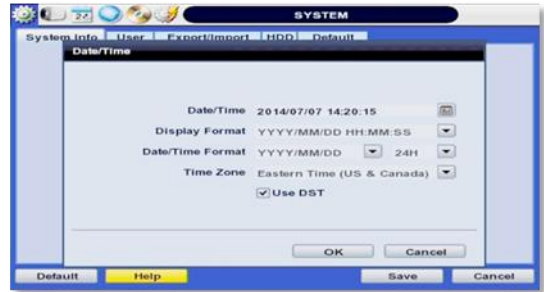 SYSTEM
System Info User Export/Import HDD Default
Date/Time
Date/Time 2014/07/07 14:20:15
Display Format YYYY/MM/DD HH:MM:SS
Date/Time Format YYYY/MM/DD 24H
Time Zone Eastern Time (US & Canada)
Use DST
OK Cancel
Default Help Save Cancel